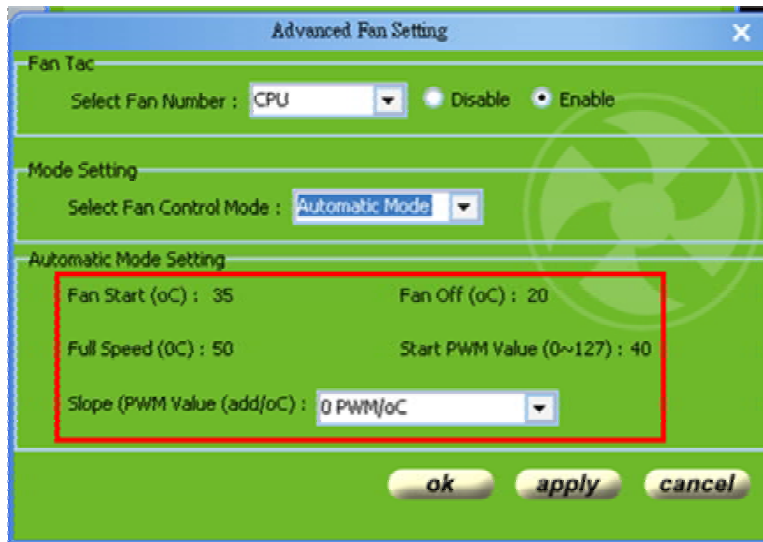 Advanced Fan Setting
Fan Tac
Select Fan Number : CPU Disable Enable
Mode Setting
Select Fan Control Mode : Automatic Mode
Automatic Mode Setting
Fan Start (oC) : 35 Fan Off (oC) : 20
Full Speed (0C) : 50 Start PWM Value (0~127) : 40
Slope (PWM Value (add/oC) : 0 PWM/oC
ok apply cancel